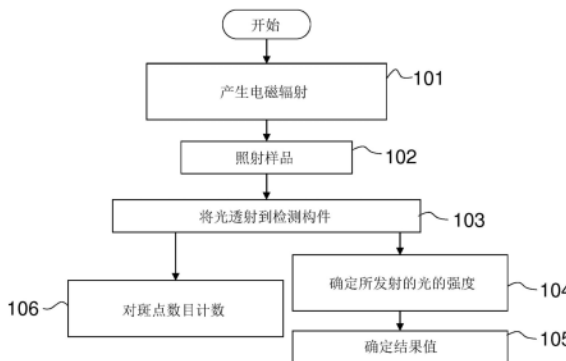 开始
产生电磁辐射
101
照射样品
102
将光透射到检测构件
103
对斑点数目计数
106
确定所发射的光的强度
104
确定结果值
105